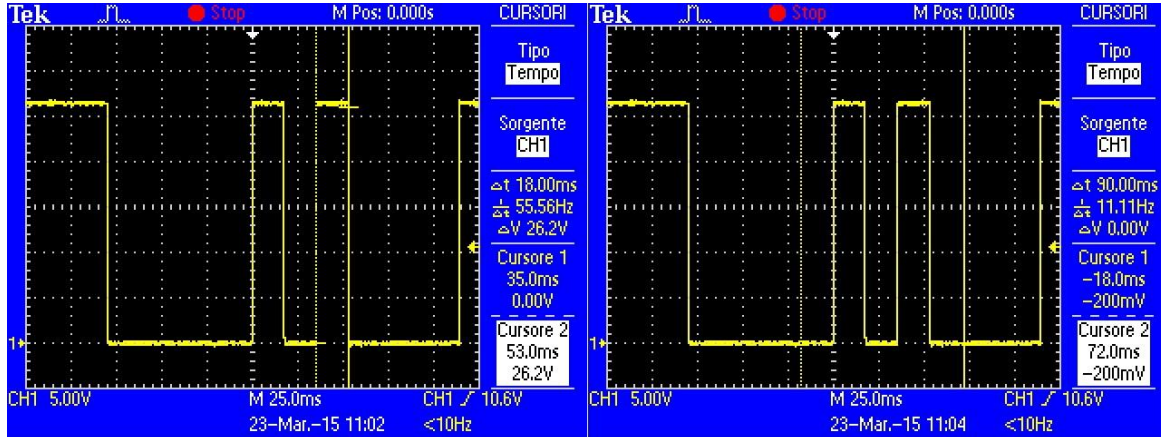 Tek Stop M Pos: 0.000s CURSORI
Tipo
Tempo
Sorgente
CH1
△t 18.00ms
1/△t 55.56Hz
△V 26.2V
Cursore 1
35.0ms
0.00V
Cursore 2
53.0ms
26.2V
1
CH1 5.00V M 25.0ms CH1 10.6V
23-Mar.-15 11:02 <10Hz
Tek Stop M Pos: 0.000s CURSORI
Tipo
Tempo
Sorgente
CH1
△t 90.00ms
1/△t 11.11Hz
△V 0.00V
Cursore 1
-18.0ms
-200mV
Cursore 2
72.0ms
-200mV
1
CH1 5.00V M 25.0ms CH1 10.6V
23-Mar.-15 11:04 <10Hz